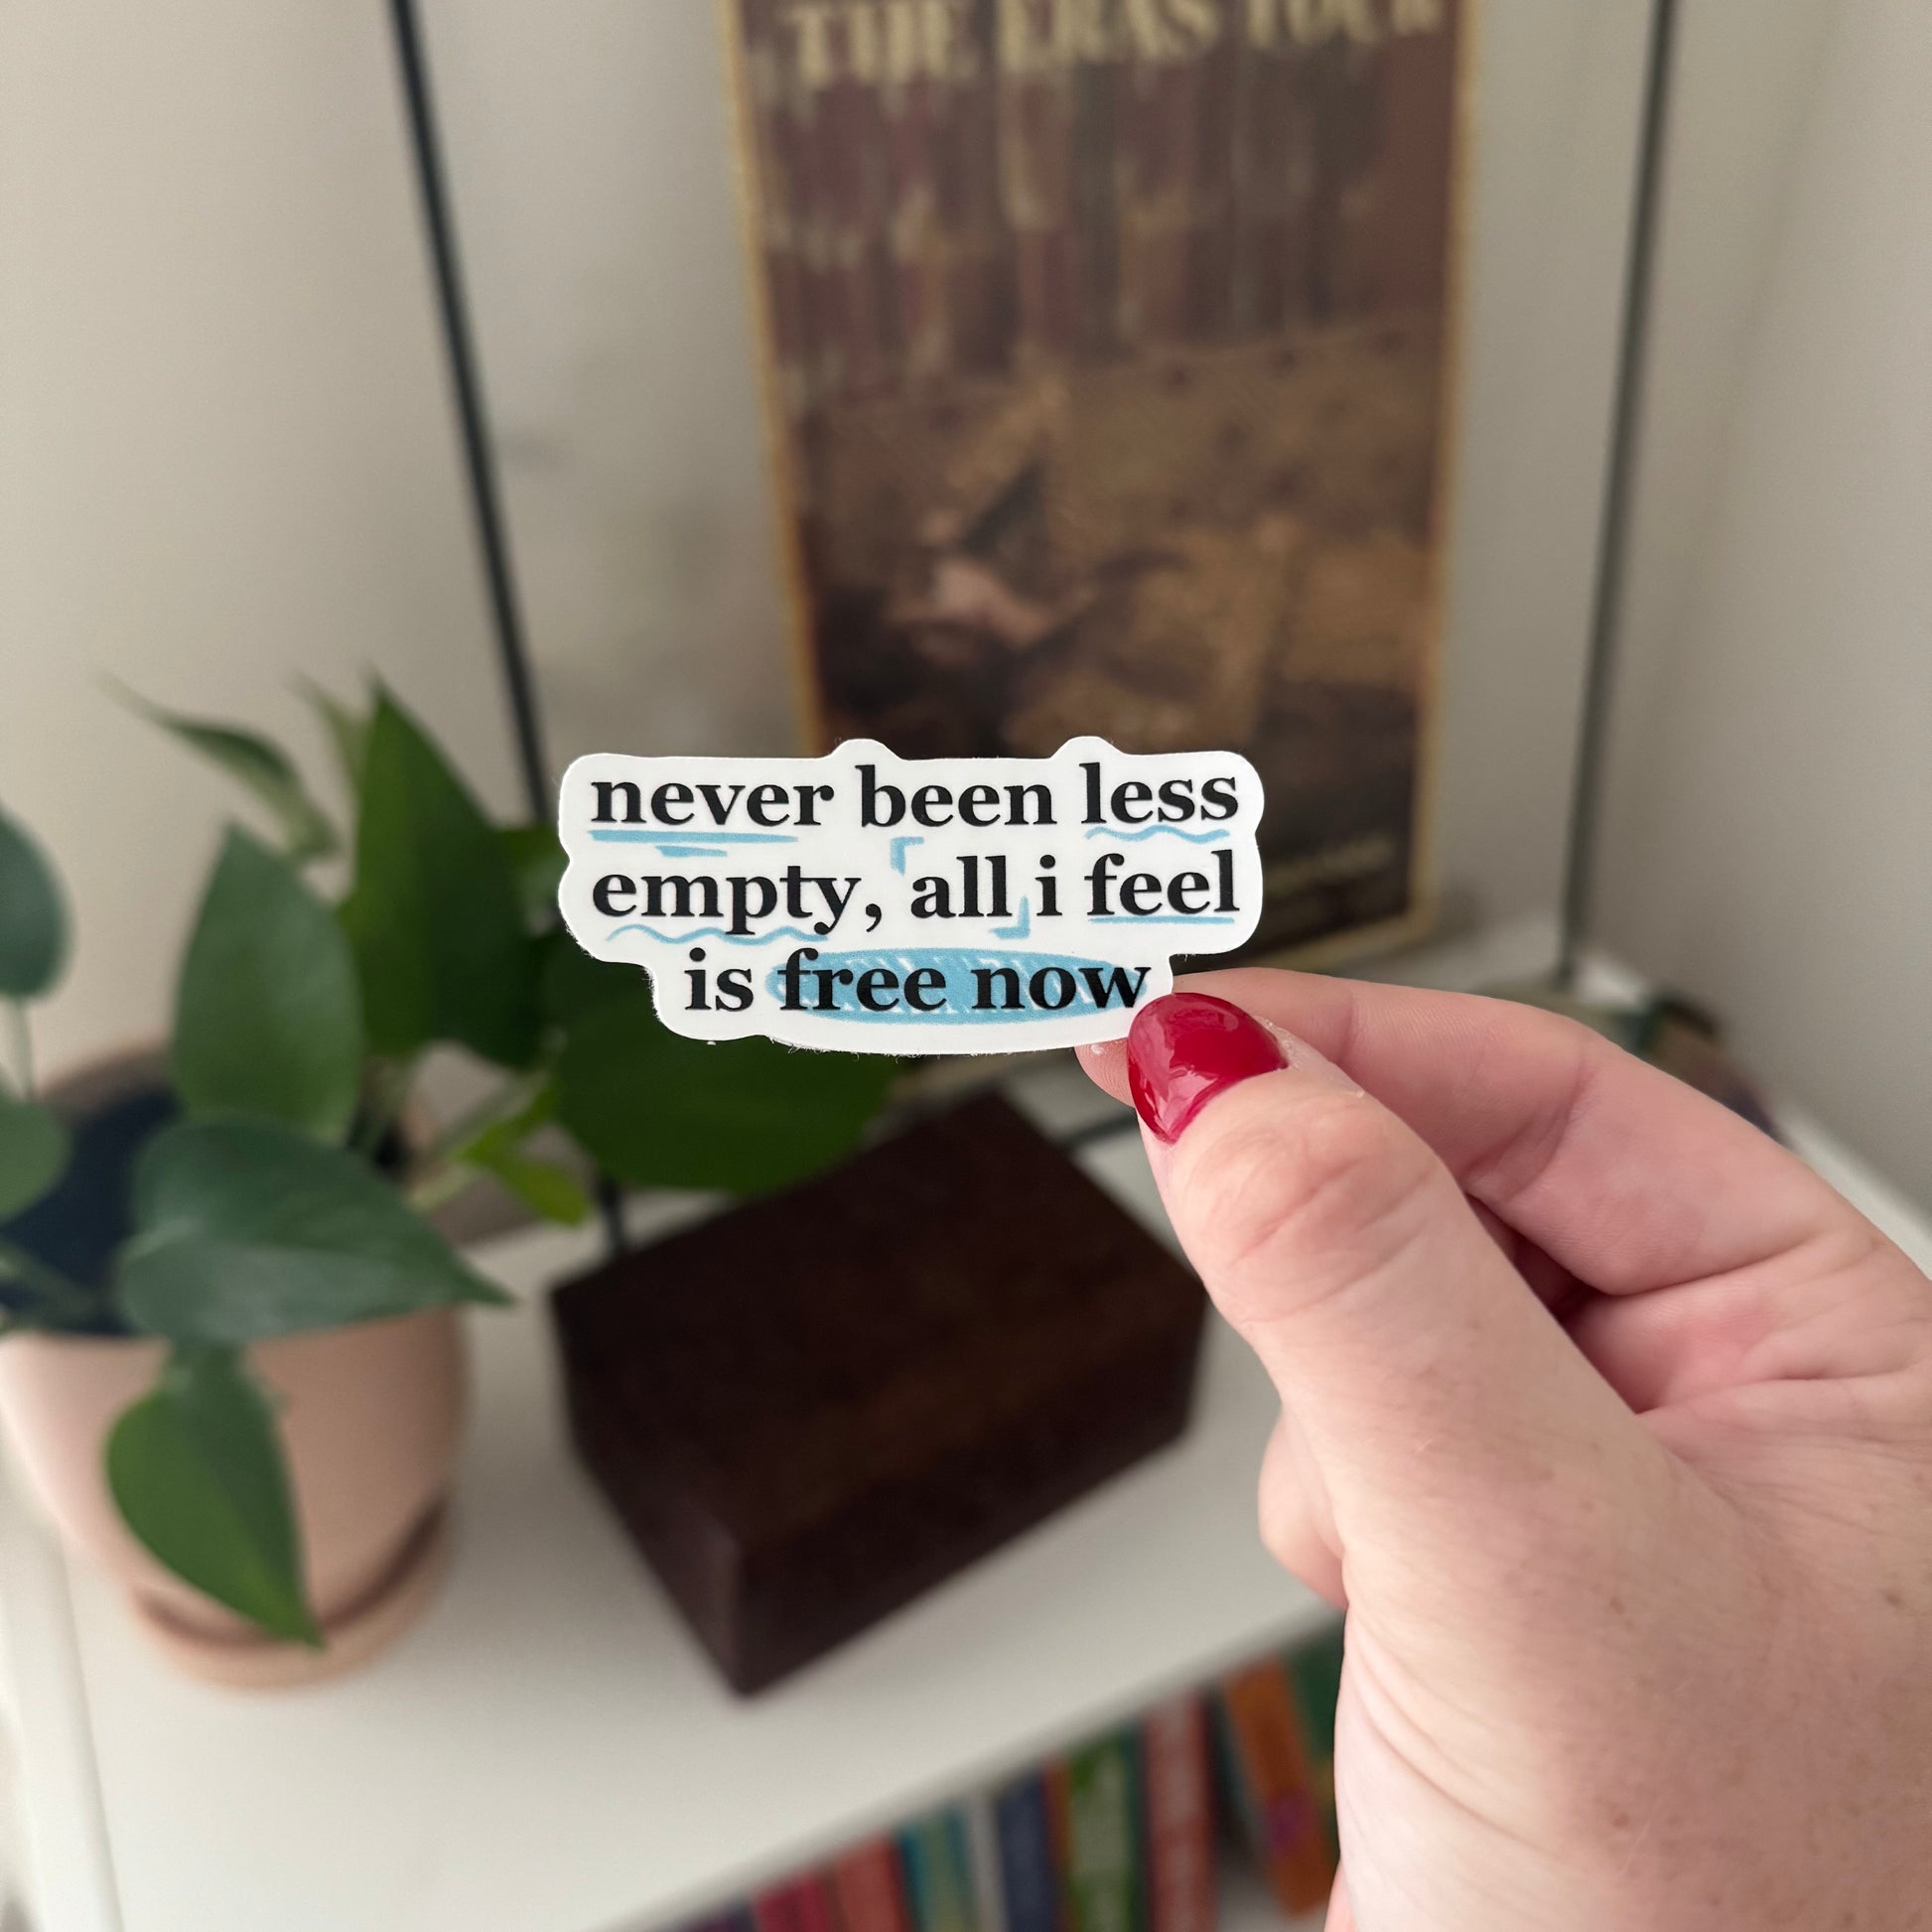 THE ERAS TOUR
never been less
empty, all i feel
is free now